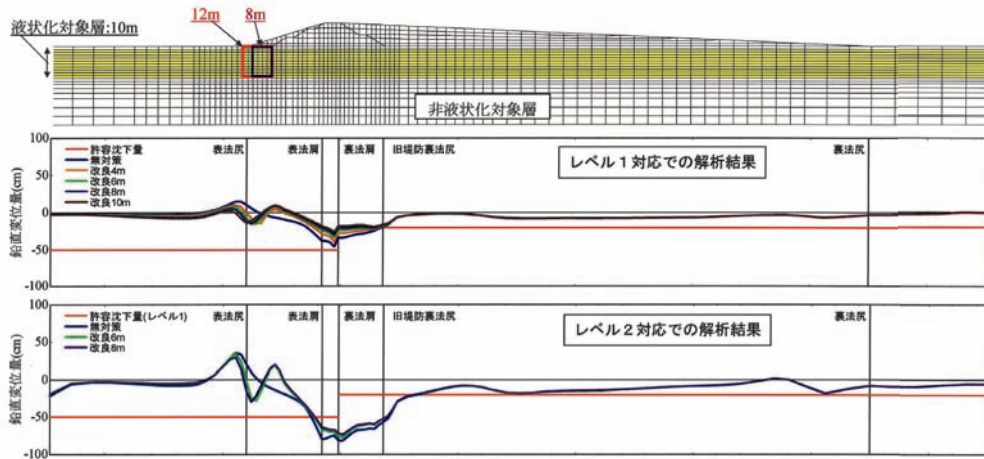 12m
8m
液状化対象層:10m
非液状化対象層
100
50
0
-50
-100
鉛直変位量(cm)
許容沈下量
無対策
改良4m
改良6m
改良8m
改良10m
表法尻
表法肩
裏法肩
旧堤防裏法尻
レベル1対応での解析結果
裏法尻
100
50
0
-50
-100
鉛直変位量(cm)
許容沈下量(レベル1)
無対策
改良6m
改良8m
表法尻
表法肩
裏法肩
旧堤防裏法尻
レベル2対応での解析結果
裏法尻